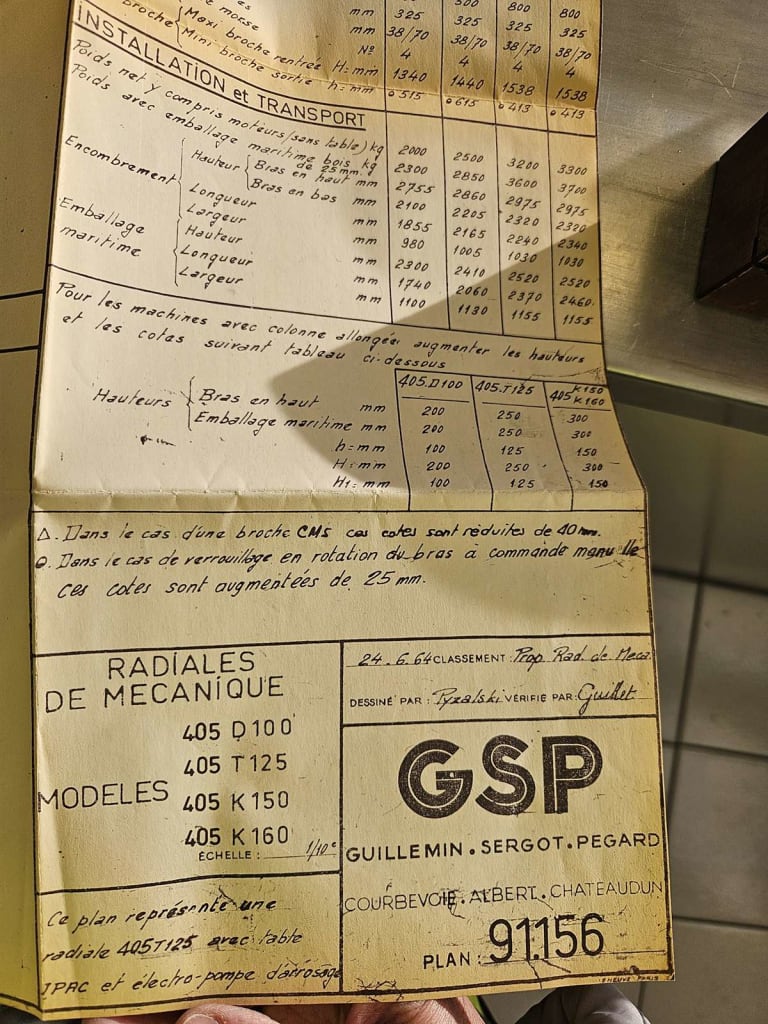 mosse mm 325 325 325 325
broche Maxi broche rentrée H=mm mm 38/70 38/70 38/70 38/70
Mini broche sortie h=mm No 4 4 4 4
1340 1440 1538 1538
o 515 o 615 o 413 o 413
INSTALLATION et TRANSPORT
Poids net y compris moteurs (sans table) kg 2000 2500 3200 3300
Poids avec emballage maritime bois de 25mm. kg 2300 2850 3600 3700
Encombrement Hauteur Bras en haut mm 2755 2860 2975 2975
Bras en bas mm 2100 2205 2320 2320
Longueur mm 1855 2165 2240 2340
Largeur mm 980 1005 1030 1030
Emballage maritime Hauteur mm 2300 2410 2520 2520
Longueur mm 1740 2060 2370 2460
Largeur mm 1100 1130 1155 1155
Pour les machines avec colonne allongée, augmenter les hauteurs
et les cotes suivant tableau ci-dessous
405.D100 405.T125 405 K150 K160
Hauteurs Bras en haut mm 200 250 300
Emballage maritime mm 200 250 300
h=mm 100 125 150
H=mm 200 250 300
H1=mm 100 125 150
Δ. Dans le cas d'une broche CM5 ces cotes sont réduites de 40mm.
O. Dans le cas de verrouillage en rotation du bras à commande manuelle
ces cotes sont augmentées de 25 mm.
RADIALES
DE MECANIQUE
MODELES
405 D100
405 T125
405 K150
405 K160
ÉCHELLE : 1/10e
24.6.64 CLASSEMENT : Prop Rad. de Meca.
DESSINÉ PAR : Pyzalski VÉRIFIÉ PAR : Guillet
GSP
GUILLEMIN.SERGOT.PEGARD
COURBEVOIE.ALBERT.CHATEAUDUN
PLAN : 91.156
Ce plan représente une
radiale 405T125 avec table
JPAC et électro-pompe d'arrosage